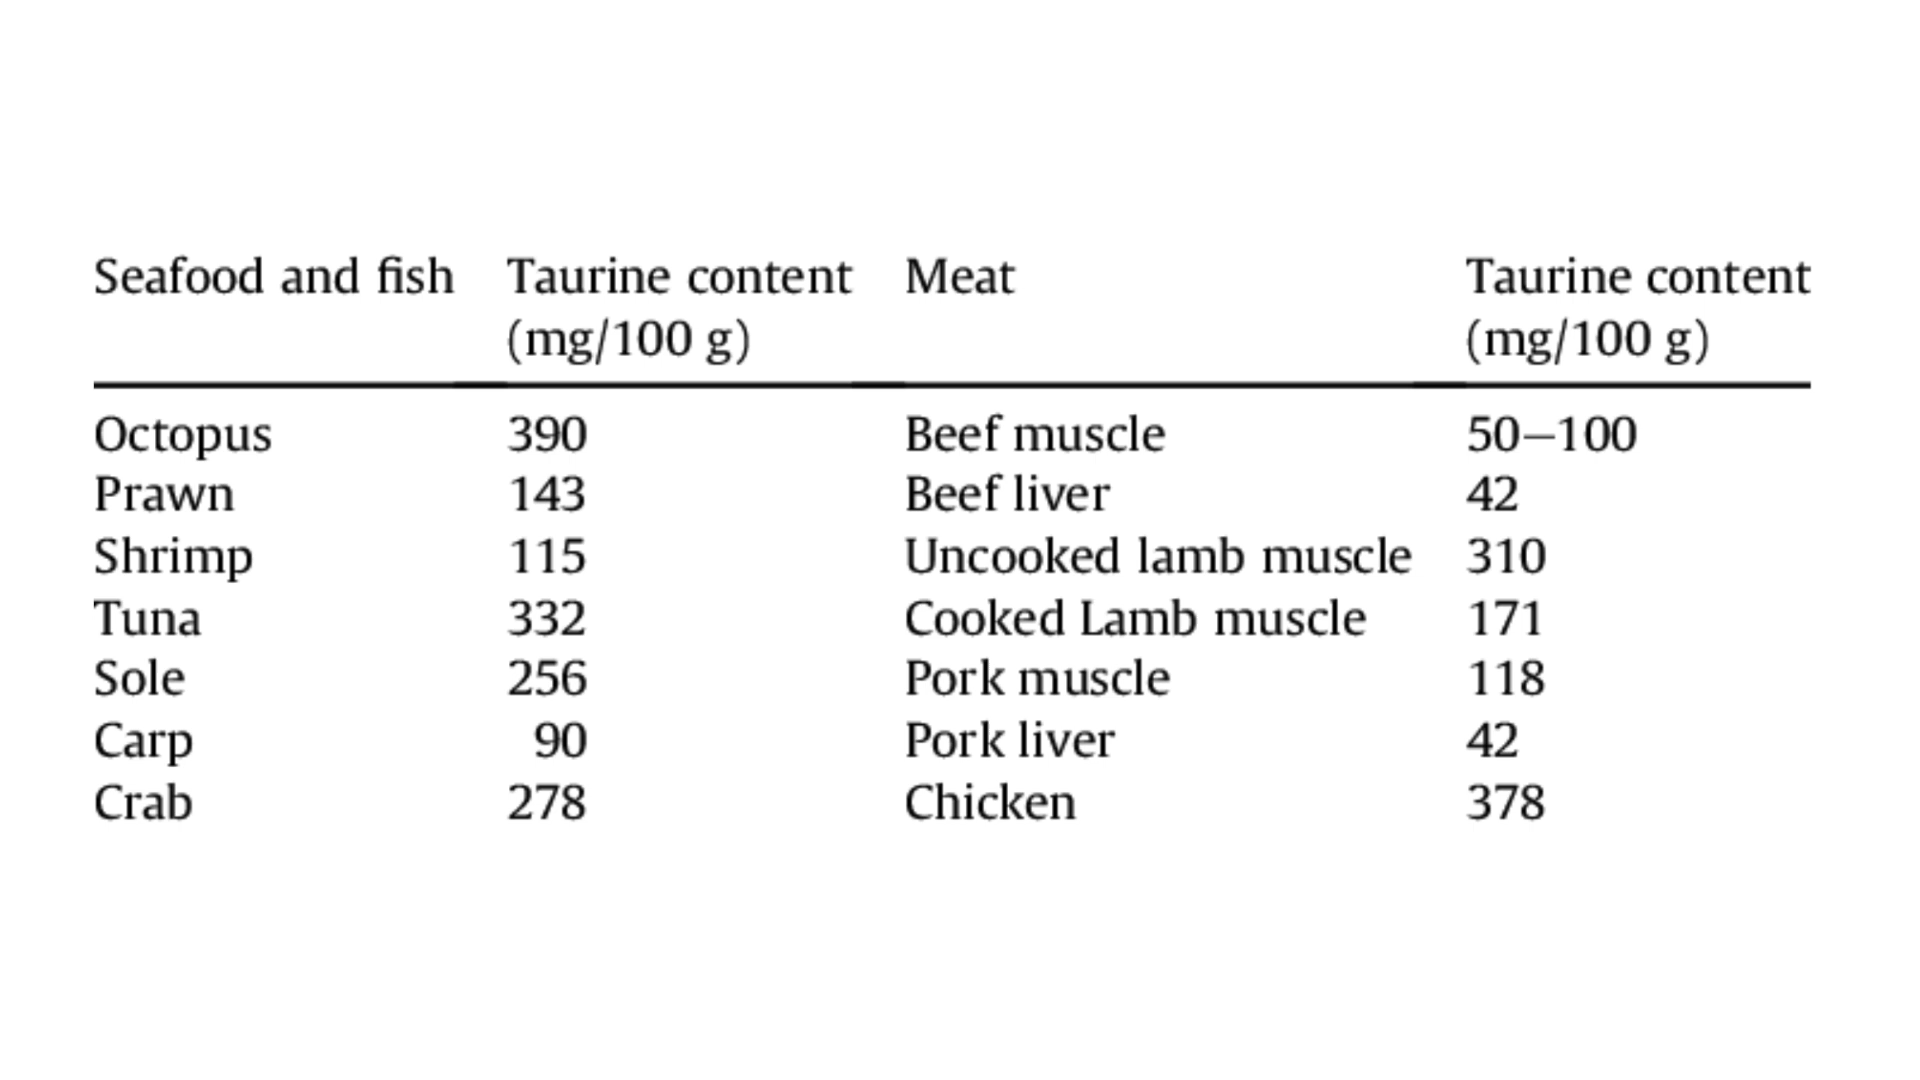 Seafood and fish Taurine content Meat Taurine content
(mg/100 g) (mg/100 g)
Octopus 390 Beef muscle 50–100
Prawn 143 Beef liver 42
Shrimp 115 Uncooked lamb muscle 310
Tuna 332 Cooked Lamb muscle 171
Sole 256 Pork muscle 118
Carp 90 Pork liver 42
Crab 278 Chicken 378